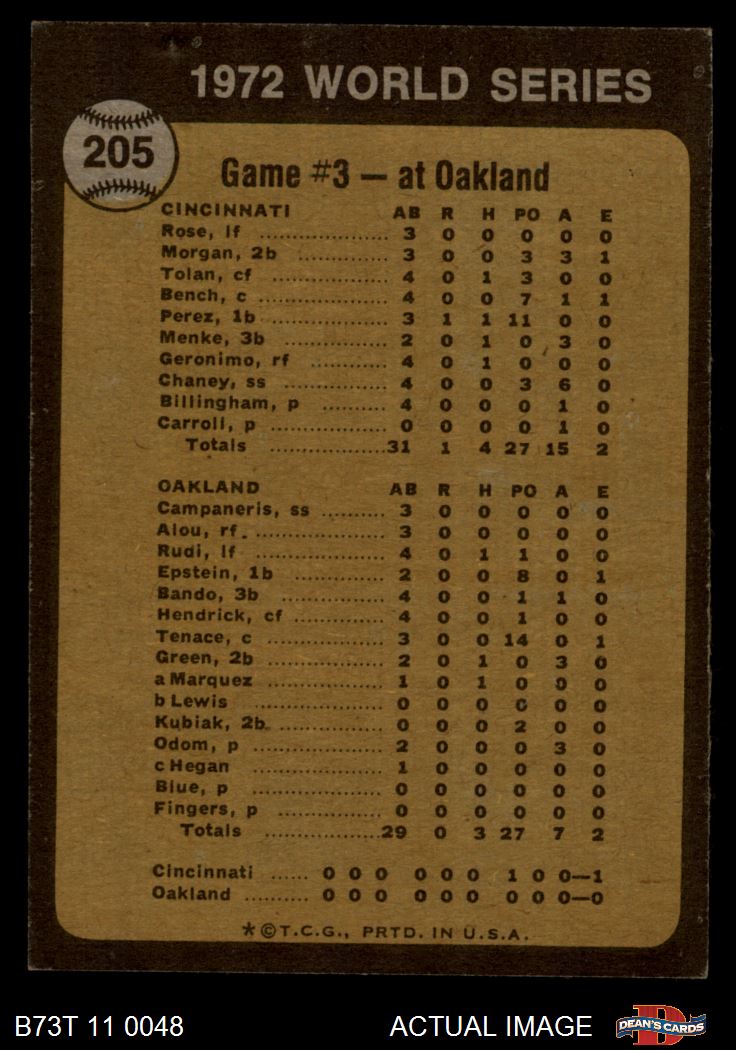 1972 WORLD SERIES
205
Game #3 — at Oakland
CINCINNATI AB R H PO A E
Rose, lf .................... 3 0 0 0 0 0
Morgan, 2b .............. 3 0 0 3 3 1
Tolan, cf .................. 4 0 1 3 0 0
Bench, c .................. 4 0 0 7 1 1
Perez, 1b .................. 3 1 1 11 0 0
Menke, 3b ................ 2 0 1 0 3 0
Geronimo, rf ............ 4 0 1 0 0 0
Chaney, ss ................ 4 0 0 3 6 0
Billingham, p .......... 4 0 0 0 1 0
Carroll, p .................. 0 0 0 0 1 0
Totals .................. 31 1 4 27 15 2
OAKLAND AB R H PO A E
Campaneris, ss .......... 3 0 0 0 0 0
Alou, rf. .................... 3 0 0 0 0 0
Rudi, lf .................... 4 0 1 1 0 0
Epstein, 1b .............. 2 0 0 8 0 1
Bando, 3b ................ 4 0 0 1 1 0
Hendrick, cf .............. 4 0 0 1 0 0
Tenace, c .................. 3 0 0 14 0 1
Green, 2b .................. 2 0 1 0 3 0
a Marquez .................. 1 0 1 0 0 0
b Lewis .................... 0 0 0 0 0 0
Kubiak, 2b. ................ 0 0 0 2 0 0
Odom, p .................... 2 0 0 0 3 0
c Hegan .................... 1 0 0 0 0 0
Blue, p .................... 0 0 0 0 0 0
Fingers, p ................ 0 0 0 0 0 0
Totals .................. 29 0 3 27 7 2
Cincinnati ...... 0 0 0 0 0 0 1 0 0—1
Oakland .......... 0 0 0 0 0 0 0 0 0—0
*©T.C.G., PRTD. IN U.S.A.
B73T 11 0048 ACTUAL IMAGE D DEAN'S CARDS